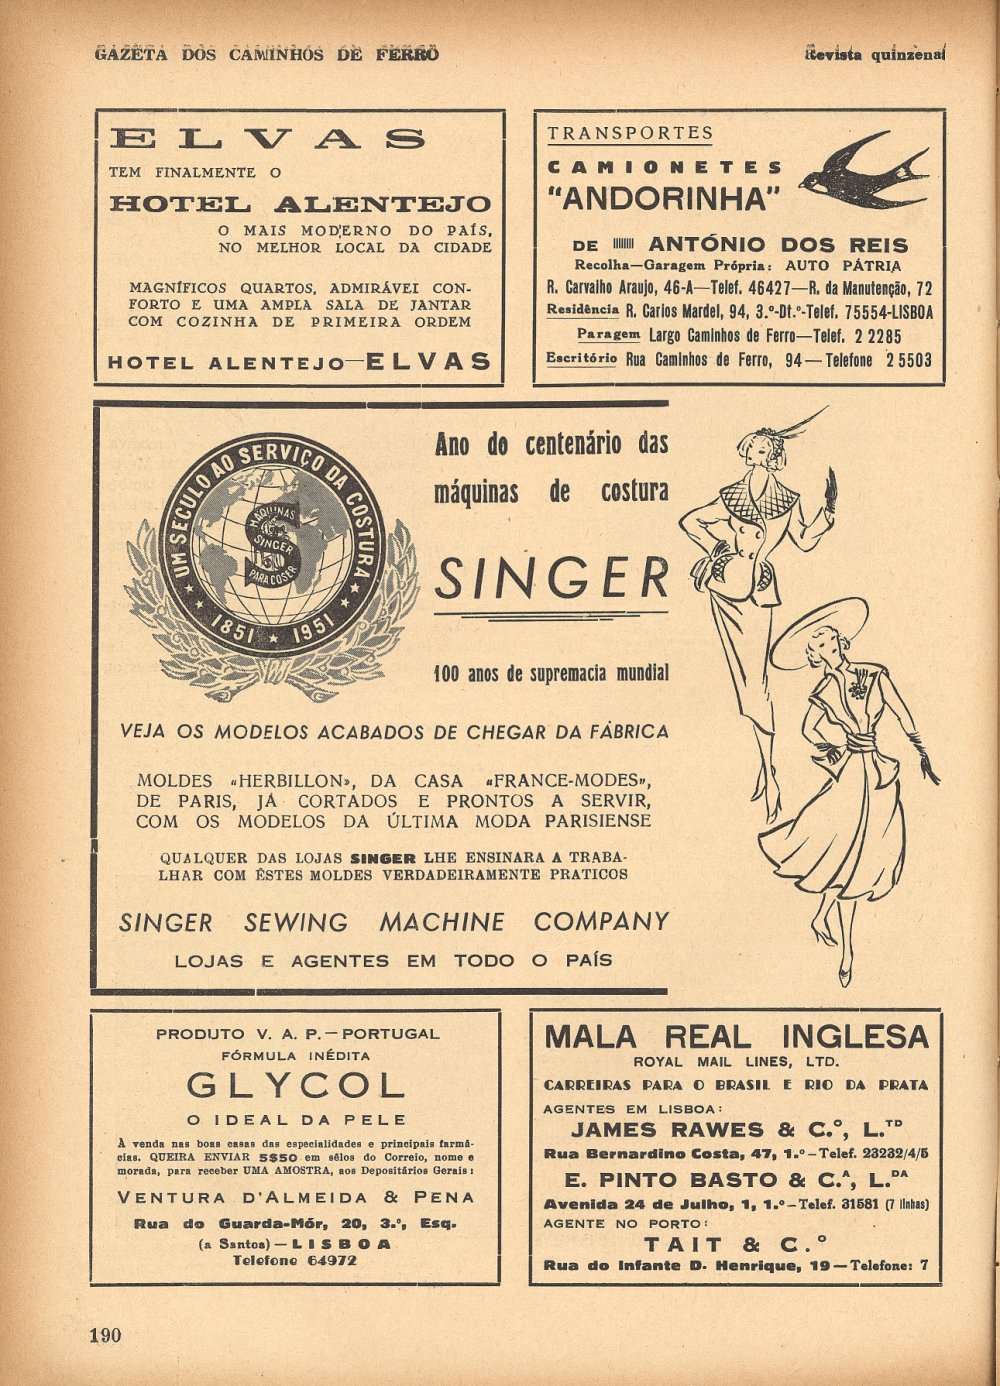 GAZETA DOS CAMINHOS DE FERRO
Revista quinzenal
ELVAS
TEM FINALMENTE O
HOTEL ALENTEJO
O MAIS MODERNO DO PAÍS,
NO MELHOR LOCAL DA CIDADE
MAGNÍFICOS QUARTOS, ADMIRÁVEL CON-
FORTO E UMA AMPLA SALA DE JANTAR
COM COZINHA DE PRIMEIRA ORDEM
HOTEL ALENTEJO—ELVAS
TRANSPORTES
CAMIONETES
"ANDORINHA"
DE ANTÓNIO DOS REIS
Recolha—Garagem Própria: AUTO PÁTRIA
R. Carvalho Araujo, 46-A—Telef. 46427—R. da Manutenção, 72
Residência R. Carlos Mardel, 94, 3.º-Dt.º-Telef. 75554-LISBOA
Paragem Largo Caminhos de Ferro—Telef. 2 2285
Escritório Rua Caminhos de Ferro, 94—Telefone 2 5503
UM SECULO AO SERVIÇO DA COSTURA
MAQUINAS
SINGER
PARA COSER
1851 ★ 1951
Ano do centenário das
máquinas de costura
SINGER
100 anos de supremacia mundial
VEJA OS MODELOS ACABADOS DE CHEGAR DA FÁBRICA
MOLDES «HERBILLON», DA CASA «FRANCE-MODES»,
DE PARIS, JÁ CORTADOS E PRONTOS A SERVIR,
COM OS MODELOS DA ÚLTIMA MODA PARISIENSE
QUALQUER DAS LOJAS SINGER LHE ENSINARA A TRABA-
LHAR COM ÊSTES MOLDES VERDADEIRAMENTE PRATICOS
SINGER SEWING MACHINE COMPANY
LOJAS E AGENTES EM TODO O PAÍS
PRODUTO V. A. P.—PORTUGAL
FÓRMULA INÉDITA
GLYCOL
O IDEAL DA PELE
À venda nas boas casas das especialidades e principais farmá-
cias. QUEIRA ENVIAR 5$50 em sêlos do Correio, nome e
morada, para receber UMA AMOSTRA, aos Depositários Gerais:
VENTURA D'ALMEIDA & PENA
Rua do Guarda-Mór, 20, 3.º, Esq.
(a Santos)—LISBOA
Telefone 64972
MALA REAL INGLESA
ROYAL MAIL LINES, LTD.
CARREIRAS PARA O BRASIL E RIO DA PRATA
AGENTES EM LISBOA:
JAMES RAWES & C.º, L.TD
Rua Bernardino Costa, 47, 1.º—Telef. 23232/4/5
E. PINTO BASTO & C.ᴬ, L.DA
Avenida 24 de Julho, 1, 1.º—Telef. 31581 (7 linhas)
AGENTE NO PORTO:
TAIT & C.º
Rua do Infante D. Henrique, 19—Telefone: 7
190